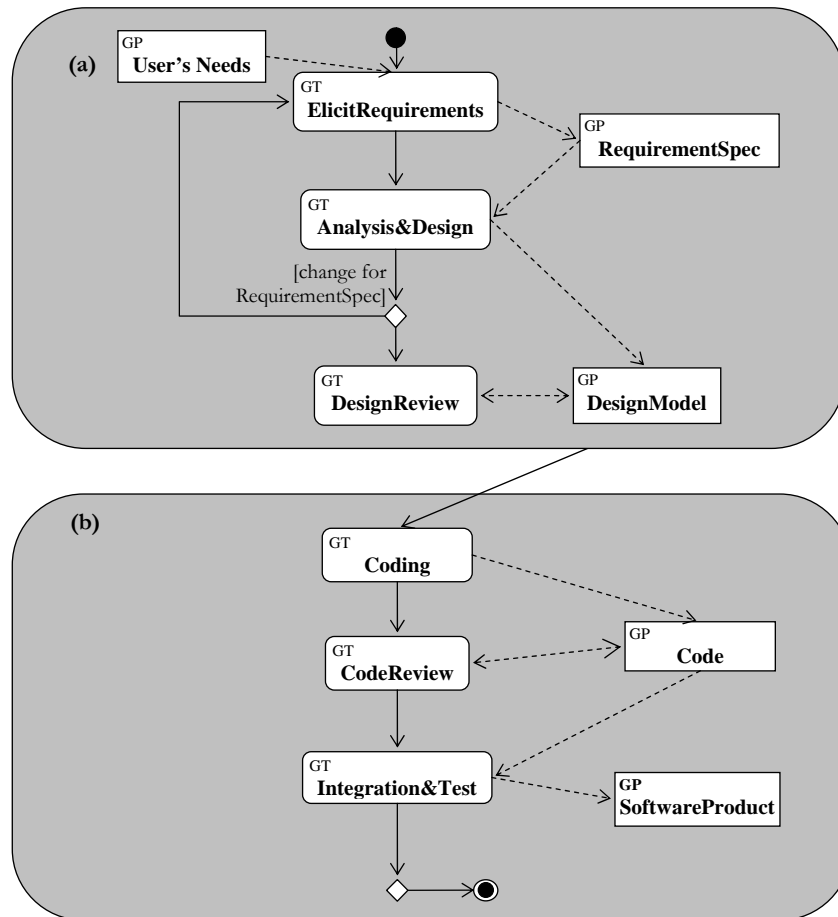 (a)
GP
User's Needs
GT
ElicitRequirements
GP
RequirementSpec
GT
Analysis&Design
[change for
RequirementSpec]
GT
DesignReview
GP
DesignModel
(b)
GT
Coding
GP
Code
GT
CodeReview
GT
Integration&Test
GP
SoftwareProduct